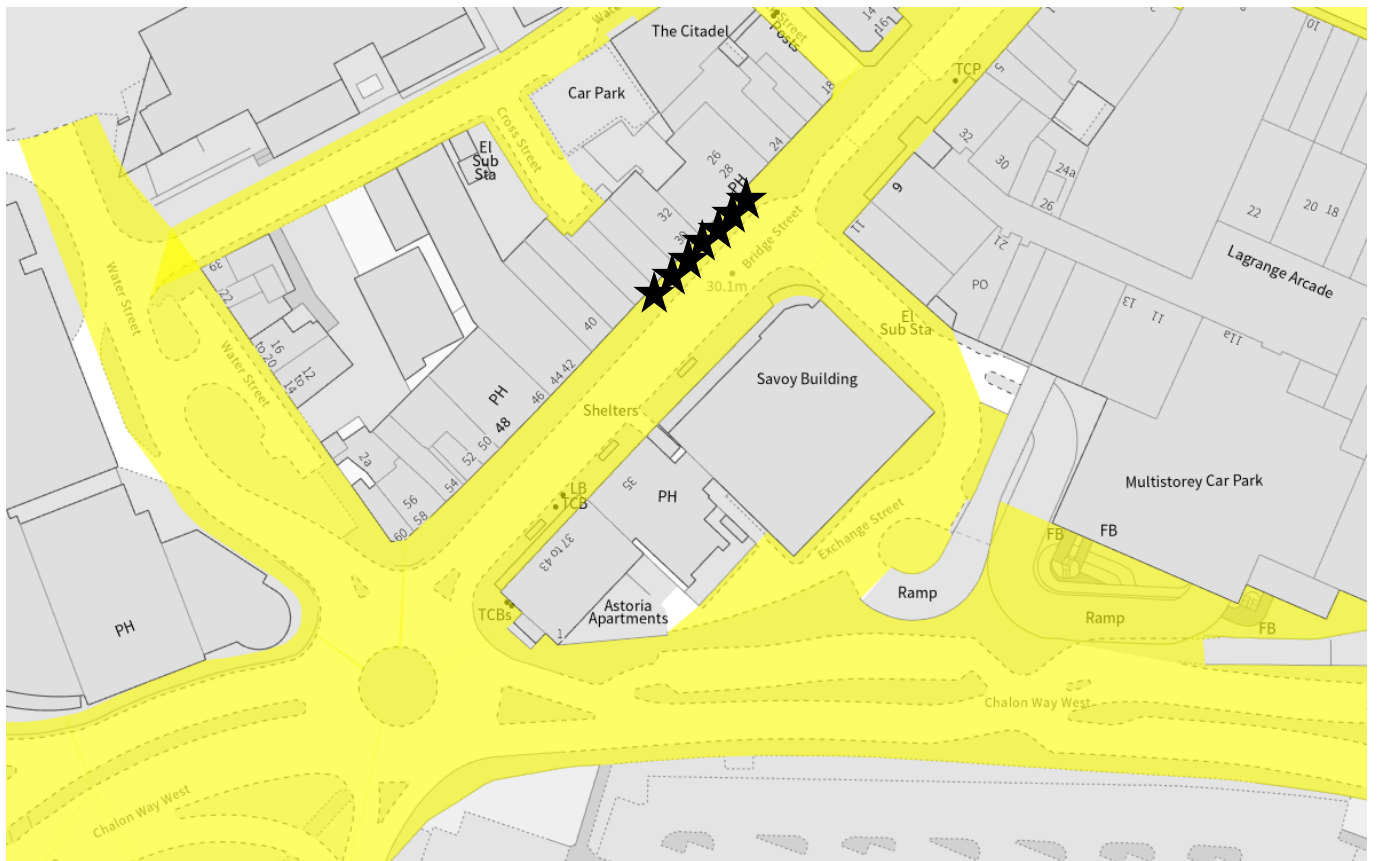 Street
Posts
14
16
10
The Citadel
TCP
5
Car Park
18
Cross Street
El
Sub
Sta
32
30
24a
26
24
26
28
PH
9
32
11
22
20
18
21
Bridge Street
39
Water Street
22
30.1m
PO
Lagrange Arcade
13
11
11a
40
El
Sub Sta
16
to 20
12
to
14
Water Street
44 42
46
Savoy Building
PH
48
Shelters
50
52
2a
54
56
58
60
35
PH
LB
TCB
Multistorey Car Park
Exchange Street
FB
FB
37 to 43
Ramp
TCBs
Astoria
Apartments
1
Ramp
FB
PH
Chalon Way West
Chalon Way West